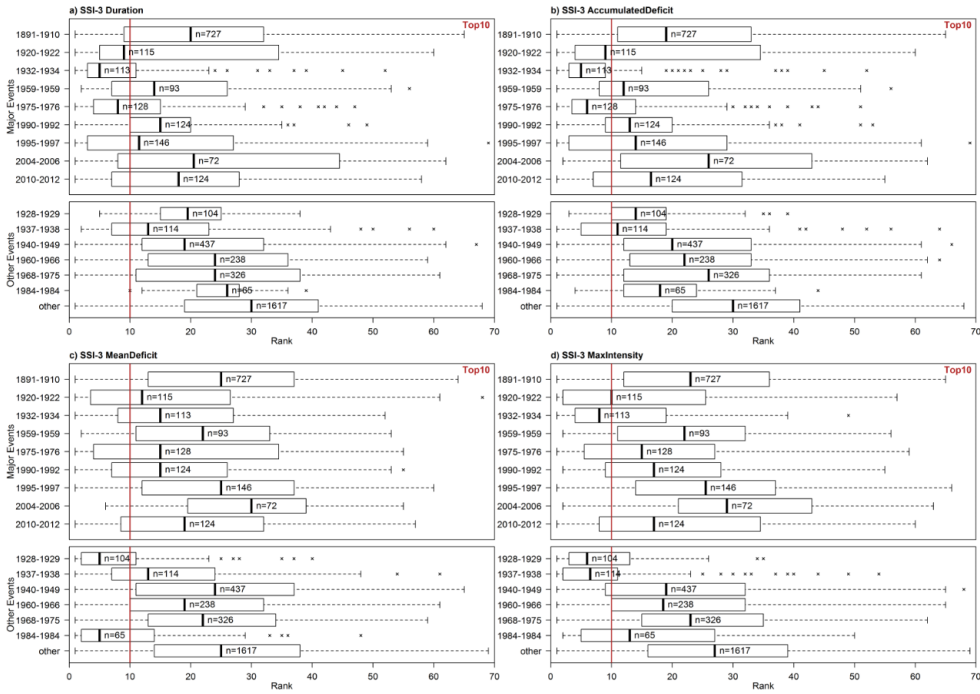 a) SSI-3 Duration
Top10
Major Events
1891-1910
n=727
1920-1922
n=115
1932-1934
n=113
1959-1959
n=93
1975-1976
n=128
1990-1992
n=124
1995-1997
n=146
2004-2006
n=72
2010-2012
n=124
Other Events
1928-1929
n=104
1937-1938
n=114
1940-1949
n=437
1960-1966
n=238
1968-1975
n=326
1984-1984
n=65
other
n=1617
0 10 20 30 40 50 60 70
Rank
b) SSI-3 AccumulatedDeficit
Top10
1891-1910
n=727
1920-1922
n=115
1932-1934
n=113
1959-1959
n=93
1975-1976
n=128
1990-1992
n=124
1995-1997
n=146
2004-2006
n=72
2010-2012
n=124
1928-1929
n=104
1937-1938
n=114
1940-1949
n=437
1960-1966
n=238
1968-1975
n=326
1984-1984
n=65
other
n=1617
0 10 20 30 40 50 60 70
Rank
c) SSI-3 MeanDeficit
Top10
Major Events
1891-1910
n=727
1920-1922
n=115
1932-1934
n=113
1959-1959
n=93
1975-1976
n=128
1990-1992
n=124
1995-1997
n=146
2004-2006
n=72
2010-2012
n=124
Other Events
1928-1929
n=104
1937-1938
n=114
1940-1949
n=437
1960-1966
n=238
1968-1975
n=326
1984-1984
n=65
other
n=1617
0 10 20 30 40 50 60 70
Rank
d) SSI-3 MaxIntensity
Top10
1891-1910
n=727
1920-1922
n=115
1932-1934
n=113
1959-1959
n=93
1975-1976
n=128
1990-1992
n=124
1995-1997
n=146
2004-2006
n=72
2010-2012
n=124
1928-1929
n=104
1937-1938
n=114
1940-1949
n=437
1960-1966
n=238
1968-1975
n=326
1984-1984
n=65
other
n=1617
0 10 20 30 40 50 60 70
Rank